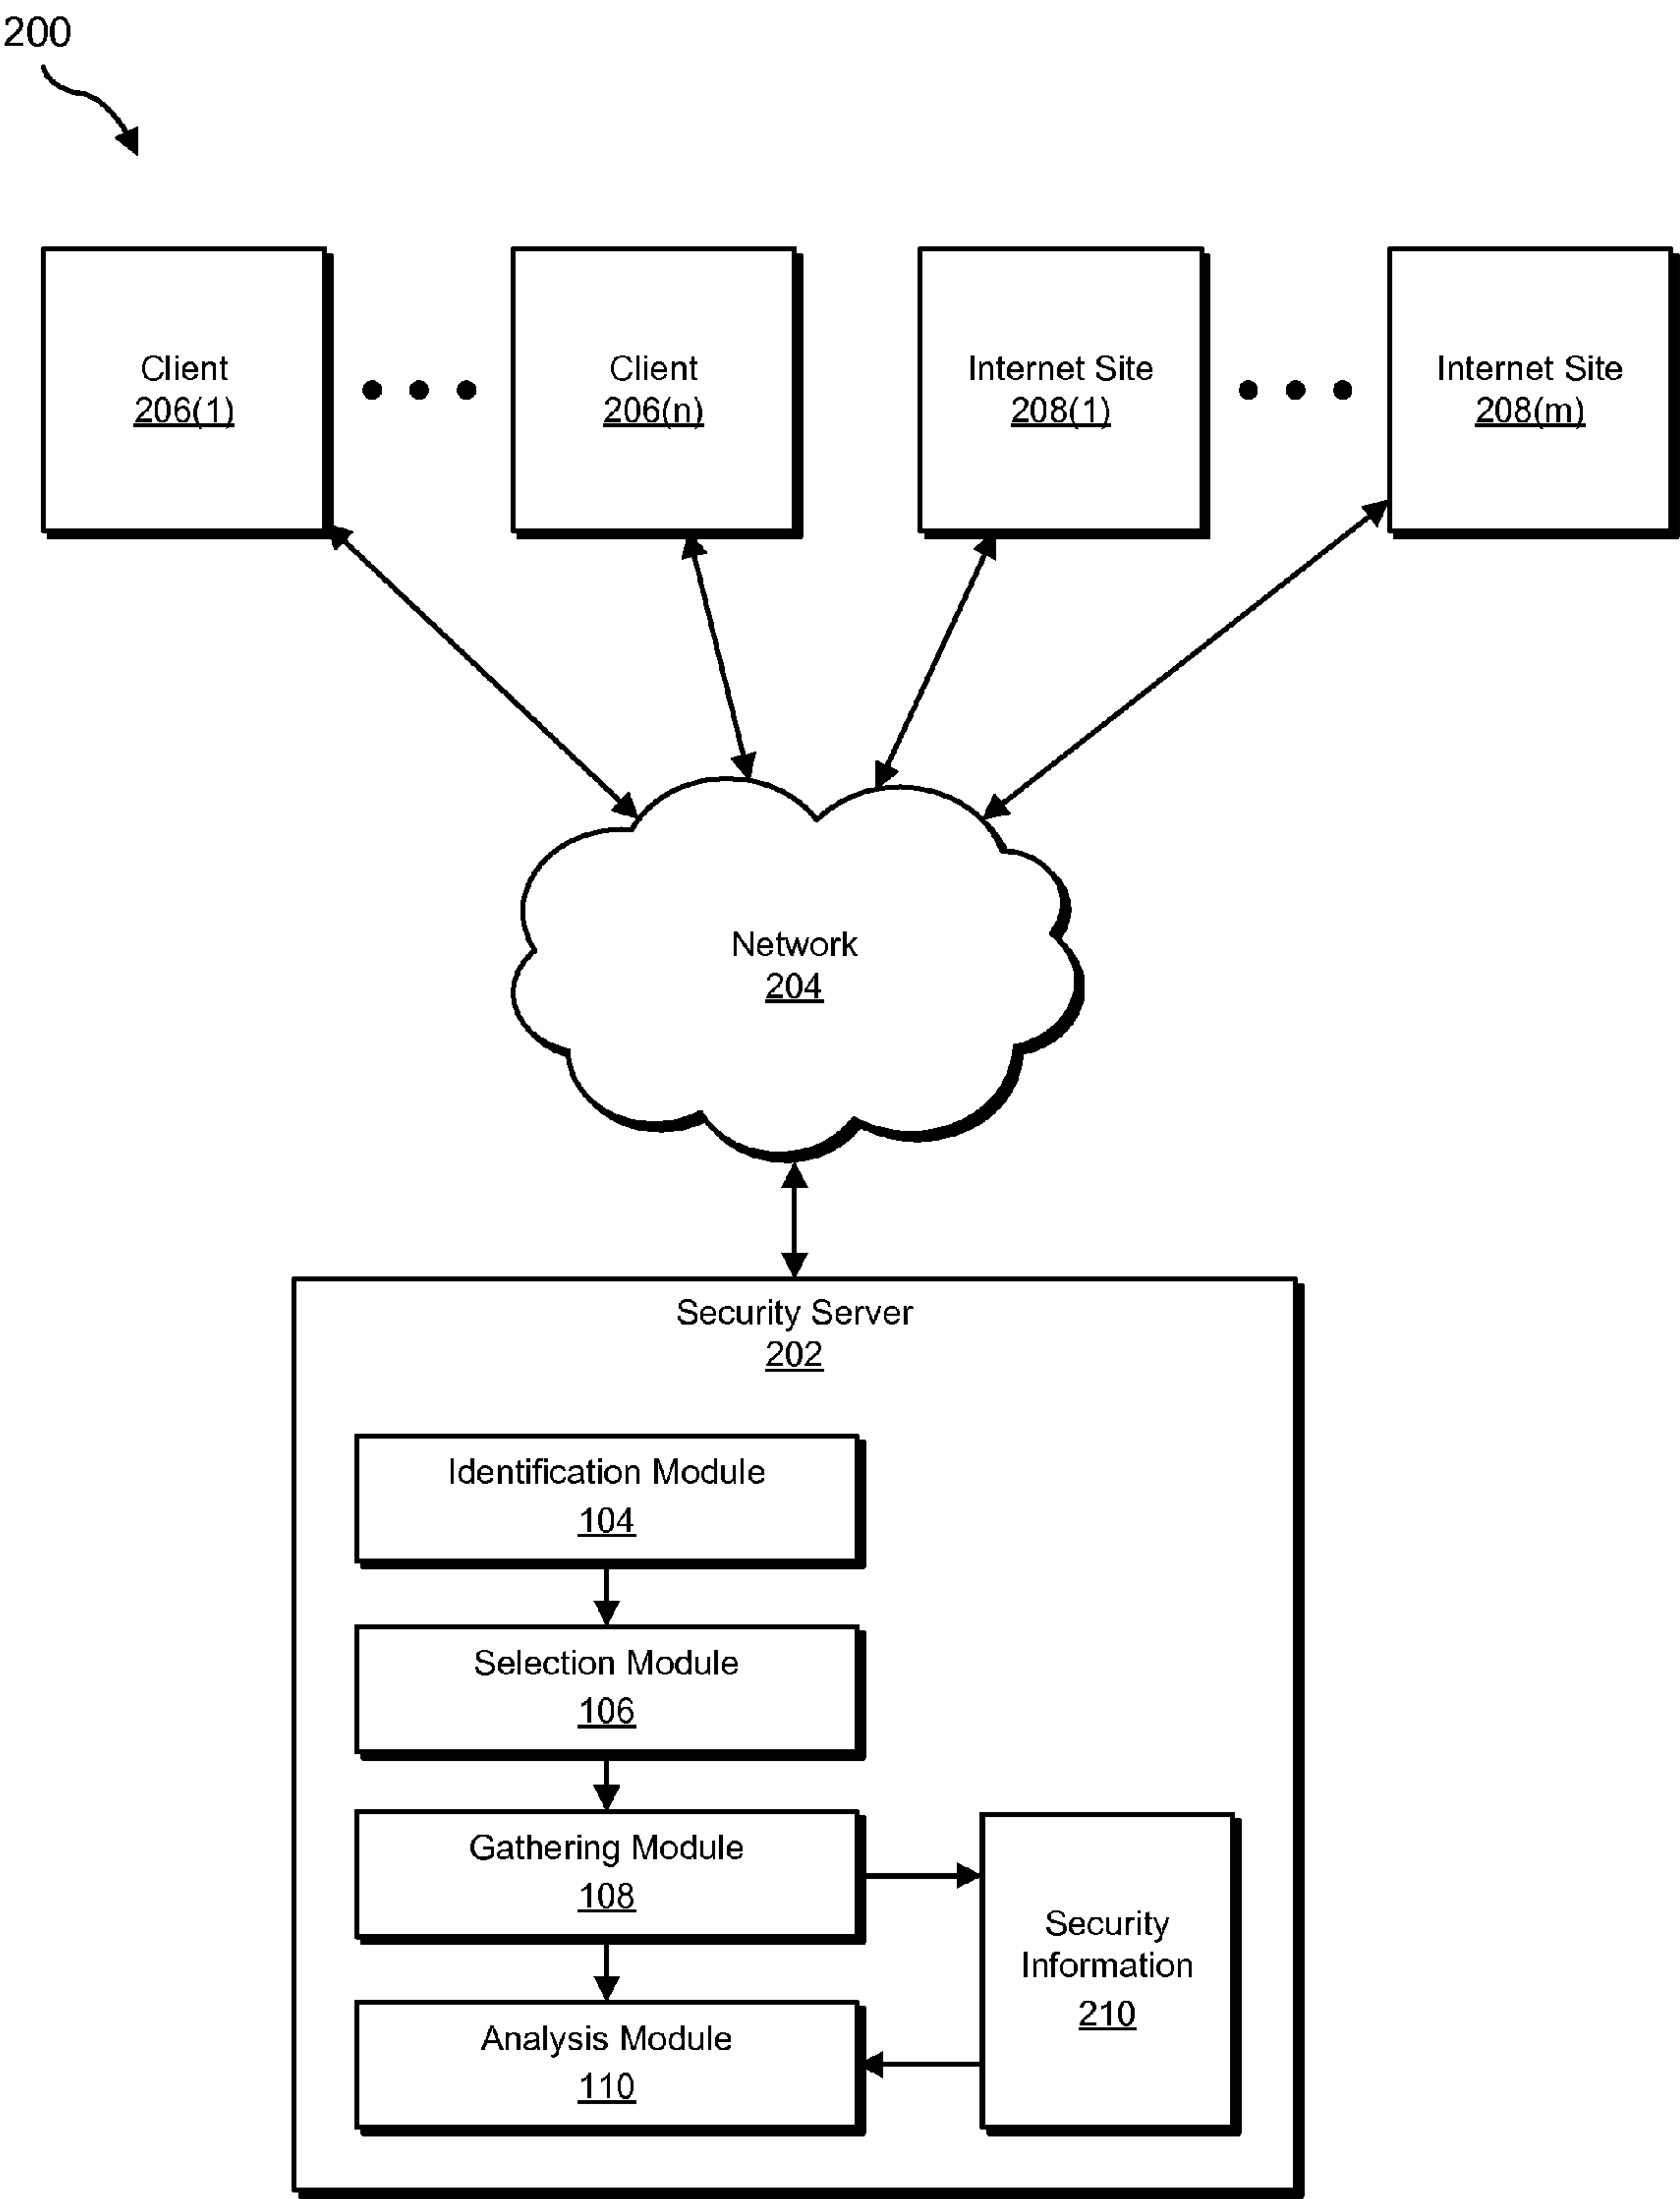 200
Client
206(1)
Client
206(n)
Internet Site
208(1)
Internet Site
208(m)
Network
204
Security Server
202
Identification Module
104
Selection Module
106
Gathering Module
108
Security
Information
210
Analysis Module
110